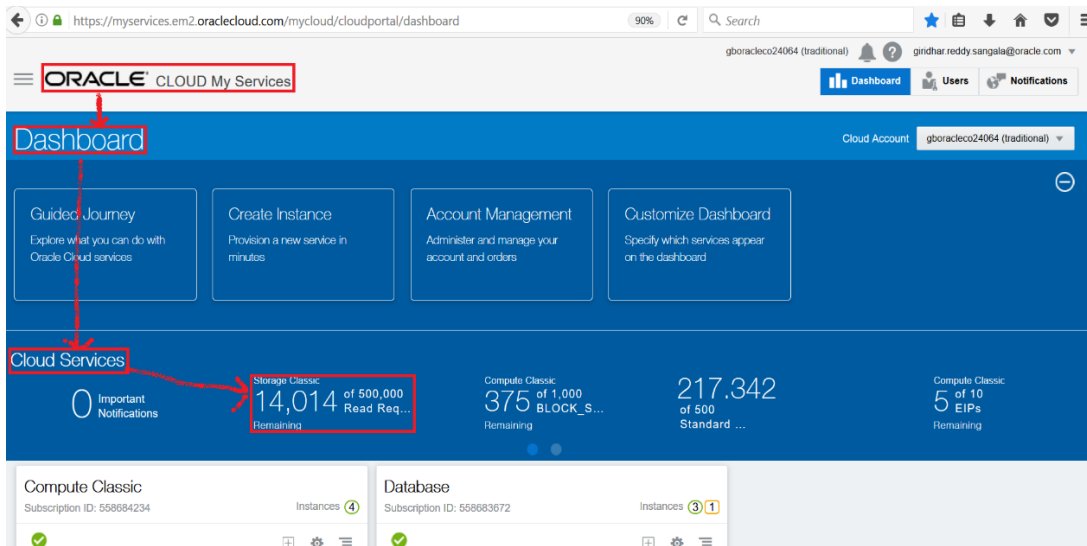 https://myservices.em2.oraclecloud.com/mycloud/cloudportal/dashboard
90%
Search
gboracleco24064 (traditional)
giridhar.reddy.sangala@oracle.com
ORACLE CLOUD My Services
Dashboard
Users
Notifications
Dashboard
Cloud Account
gboracleco24064 (traditional)
Guided Journey
Explore what you can do with
Oracle Cloud services
Create Instance
Provision a new service in
minutes
Account Management
Administer and manage your
account and orders
Customize Dashboard
Specify which services appear
on the dashboard
Cloud Services
0 Important
Notifications
Storage Classic
14,014 of 500,000
Read Req...
Remaining
Compute Classic
375 of 1,000
BLOCK_S...
Remaining
217.342
of 500
Standard ...
Compute Classic
5 of 10
EIPs
Remaining
Compute Classic
Subscription ID: 558684234
Instances 4
Database
Subscription ID: 558683672
Instances 3 1